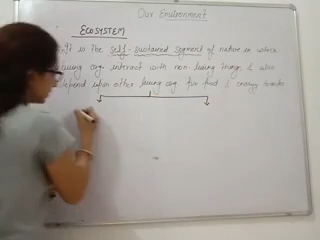 Our Environment
ECOSYSTEM
It is the self-sustained segment of nature in which
living org. interact with non-living things & also
depend upon other living org for food & energy